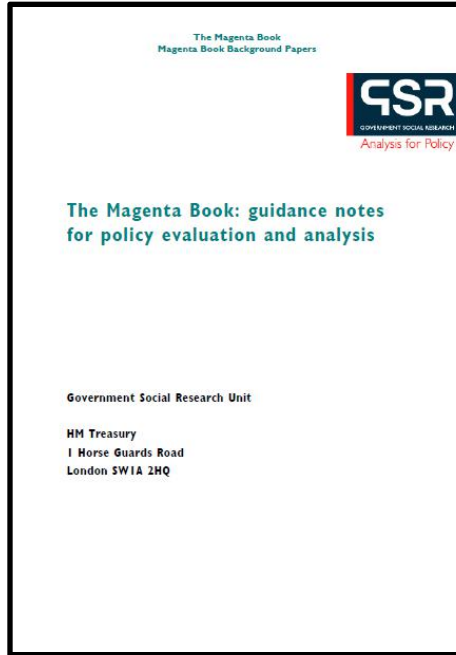 The Magenta Book
Magenta Book Background Papers
GSR
GOVERNMENT SOCIAL RESEARCH
Analysis for Policy
The Magenta Book: guidance notes
for policy evaluation and analysis
Government Social Research Unit
HM Treasury
1 Horse Guards Road
London SW1A 2HQ